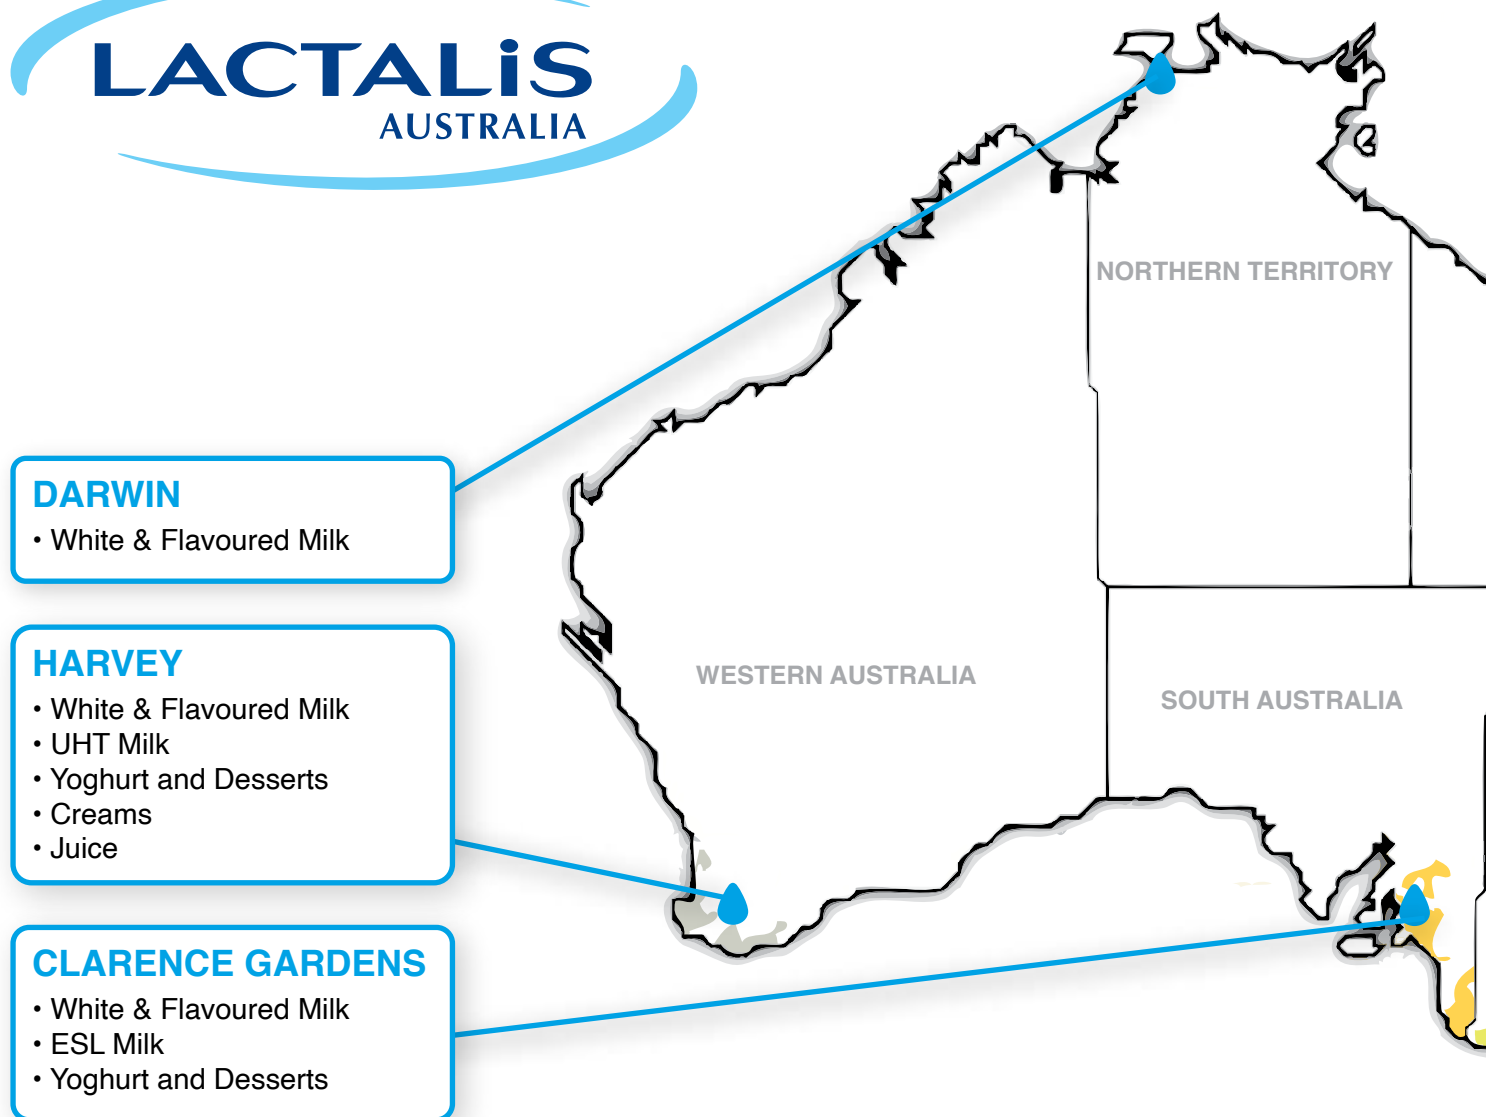 LACTALiS
AUSTRALIA
NORTHERN TERRITORY
WESTERN AUSTRALIA
SOUTH AUSTRALIA
DARWIN
• White & Flavoured Milk
HARVEY
• White & Flavoured Milk
• UHT Milk
• Yoghurt and Desserts
• Creams
• Juice
CLARENCE GARDENS
• White & Flavoured Milk
• ESL Milk
• Yoghurt and Desserts